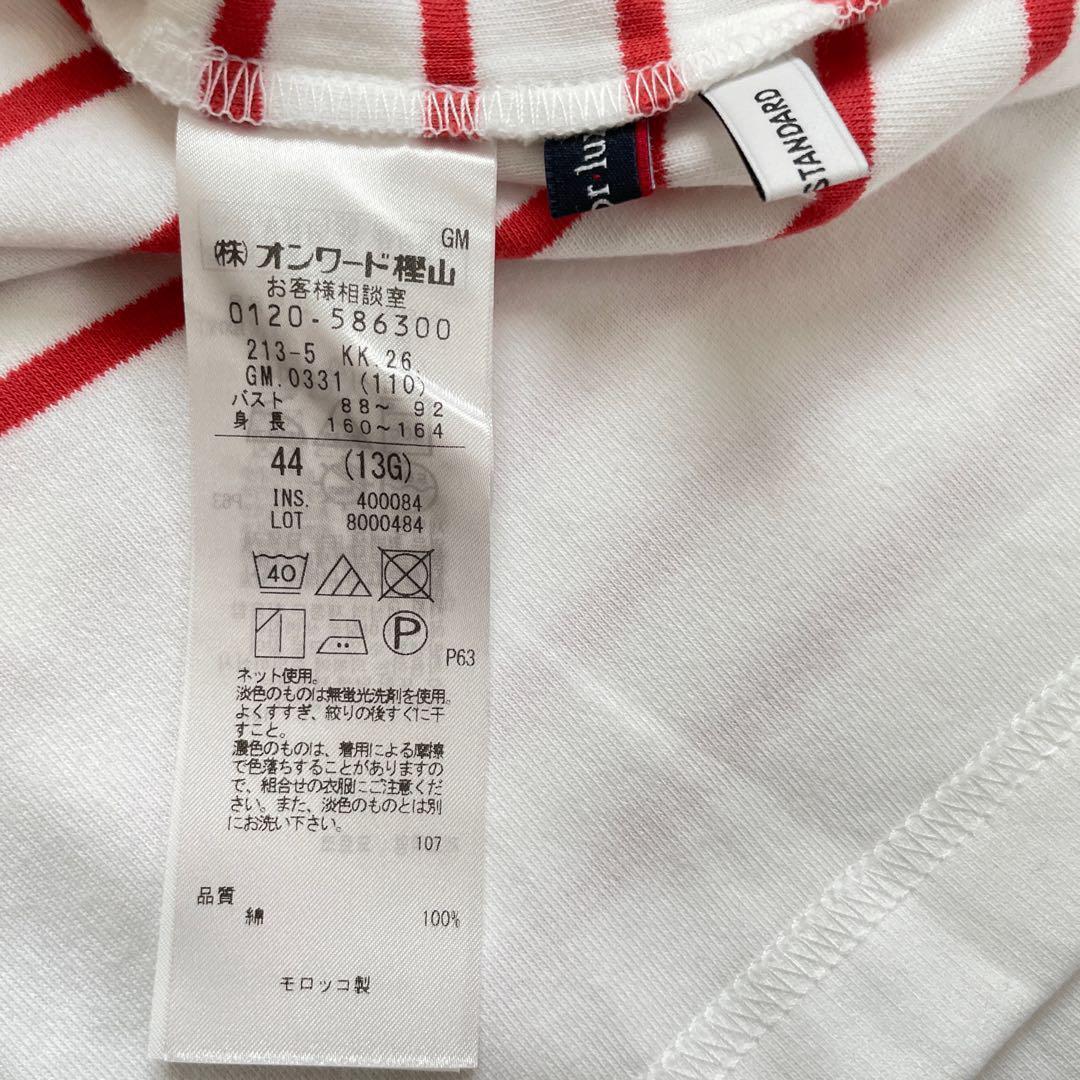 STANDARD
or·lu
GM
(株)オンワード樫山
お客様相談室
0120-586300
213-5 KK.26
GM.0331 (110)
バスト 88～ 92
身長 160～164
44 (13G)
INS. 400084
LOT 8000484
40
P
P63
ネット使用。
淡色のものは無蛍光洗剤を使用。
よくすすぎ、絞りの後すぐに干
すこと。
濃色のものは、着用による摩擦
で色落ちすることがありますの
で、組合せの衣服にご注意くだ
さい。また、淡色のものとは別
にお洗い下さい。
107
品質
綿 100%
モロッコ製